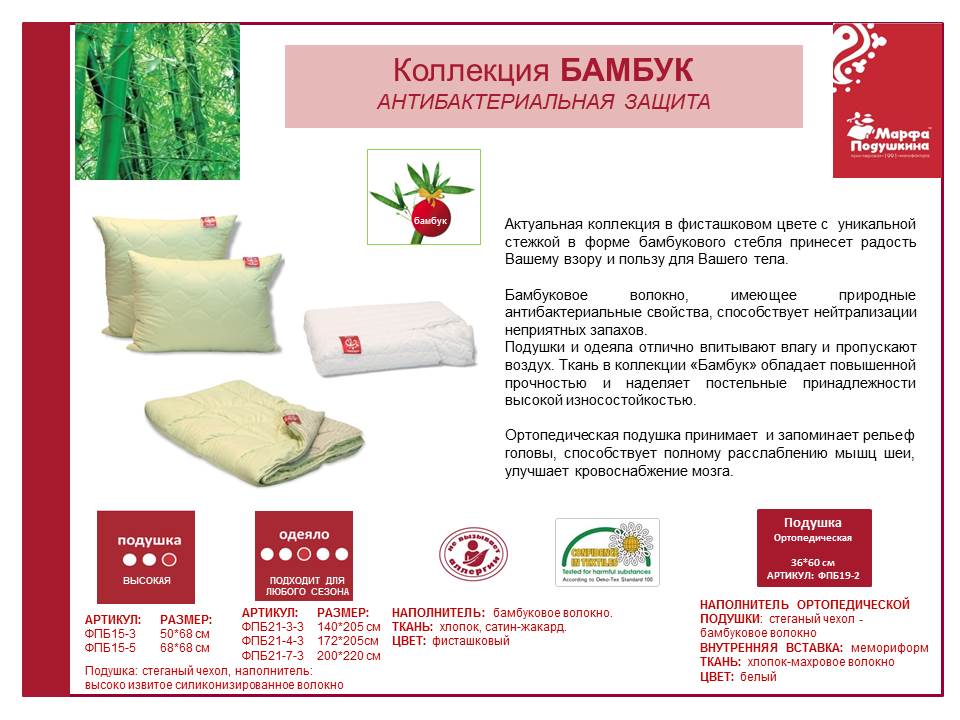 Коллекция БАМБУК
АНТИБАКТЕРИАЛЬНАЯ ЗАЩИТА
Марфа
Подушкина
бамбук
Актуальная коллекция в фисташковом цвете с уникальной
стежкой в форме бамбукового стебля принесет радость
Вашему взору и пользу для Вашего тела.
Бамбуковое волокно, имеющее природные
антибактериальные свойства, способствует нейтрализации
неприятных запахов.
Подушки и одеяла отлично впитывают влагу и пропускают
воздух. Ткань в коллекции «Бамбук» обладает повышенной
прочностью и наделяет постельные принадлежности
высокой износостойкостью.
Ортопедическая подушка принимает и запоминает рельеф
головы, способствует полному расслаблению мышц шеи,
улучшает кровоснабжение мозга.
подушка
ВЫСОКАЯ
одеяло
ПОДХОДИТ ДЛЯ
ЛЮБОГО СЕЗОНА
не вызывает
аллергии
CONFIDENCE
IN TEXTILES
Tested for harmful substances
According to Oeko-Tex Standard 100
Подушка
Ортопедическая
36*60 см
АРТИКУЛ: ФПБ19-2
АРТИКУЛ: РАЗМЕР:
ФПБ15-3 50*68 см
ФПБ15-5 68*68 см
Подушка: стеганый чехол, наполнитель:
высоко извитое силиконизированное волокно
АРТИКУЛ: РАЗМЕР:
ФПБ21-3-3 140*205 см
ФПБ21-4-3 172*205см
ФПБ21-7-3 200*220 см
НАПОЛНИТЕЛЬ: бамбуковое волокно.
ТКАНЬ: хлопок, сатин-жакард.
ЦВЕТ: фисташковый
НАПОЛНИТЕЛЬ ОРТОПЕДИЧЕСКОЙ
ПОДУШКИ: стеганый чехол -
бамбуковое волокно
ВНУТРЕННЯЯ ВСТАВКА: мемориформ
ТКАНЬ: хлопок-махровое волокно
ЦВЕТ: белый